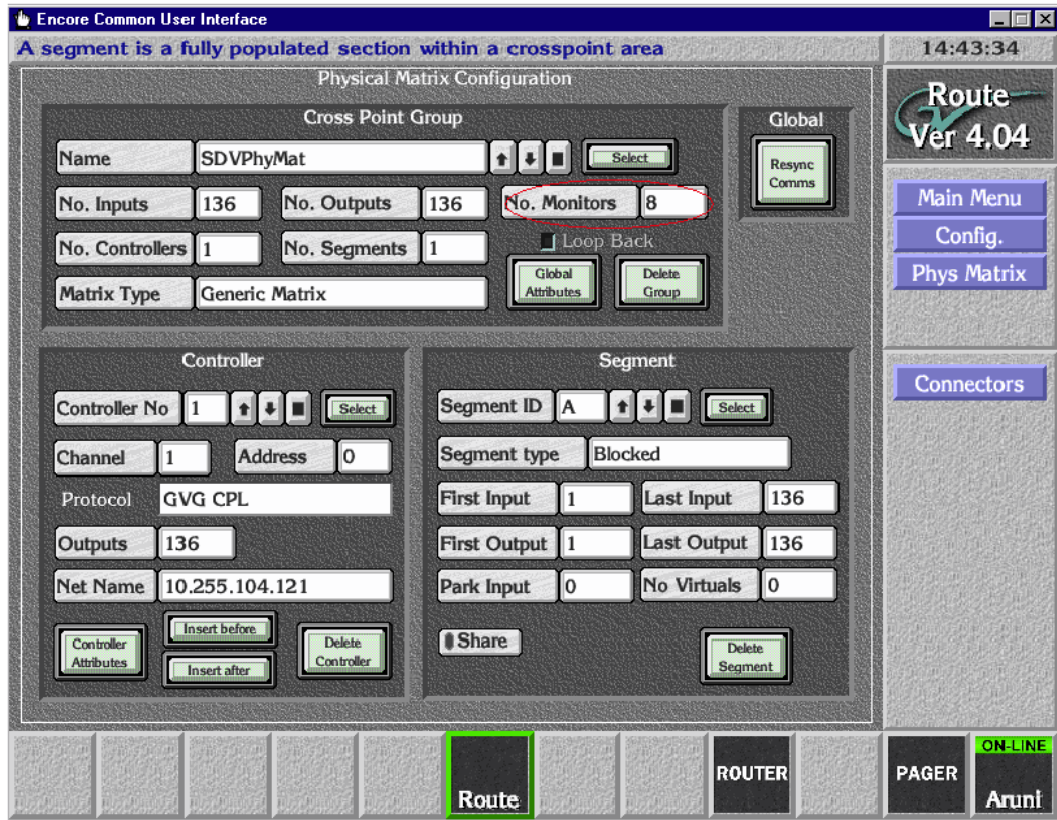 Encore Common User Interface
A segment is a fully populated section within a crosspoint area
14:43:34
Physical Matrix Configuration
Cross Point Group
Name SDVPhyMat Select
No. Inputs 136 No. Outputs 136 No. Monitors 8
No. Controllers 1 No. Segments 1 Loop Back
Matrix Type Generic Matrix
Global Attributes
Delete Group
Global
Resync Comms
Route
Ver 4.04
Main Menu
Config.
Phys Matrix
Connectors
Controller
Controller No 1 Select
Channel 1 Address 0
Protocol GVG CPL
Outputs 136
Net Name 10.255.104.121
Controller Attributes
Insert before
Insert after
Delete Controller
Segment
Segment ID A Select
Segment type Blocked
First Input 1 Last Input 136
First Output 1 Last Output 136
Park Input 0 No Virtuals 0
Share
Delete Segment
Route
ROUTER
PAGER
ON-LINE
Aruni